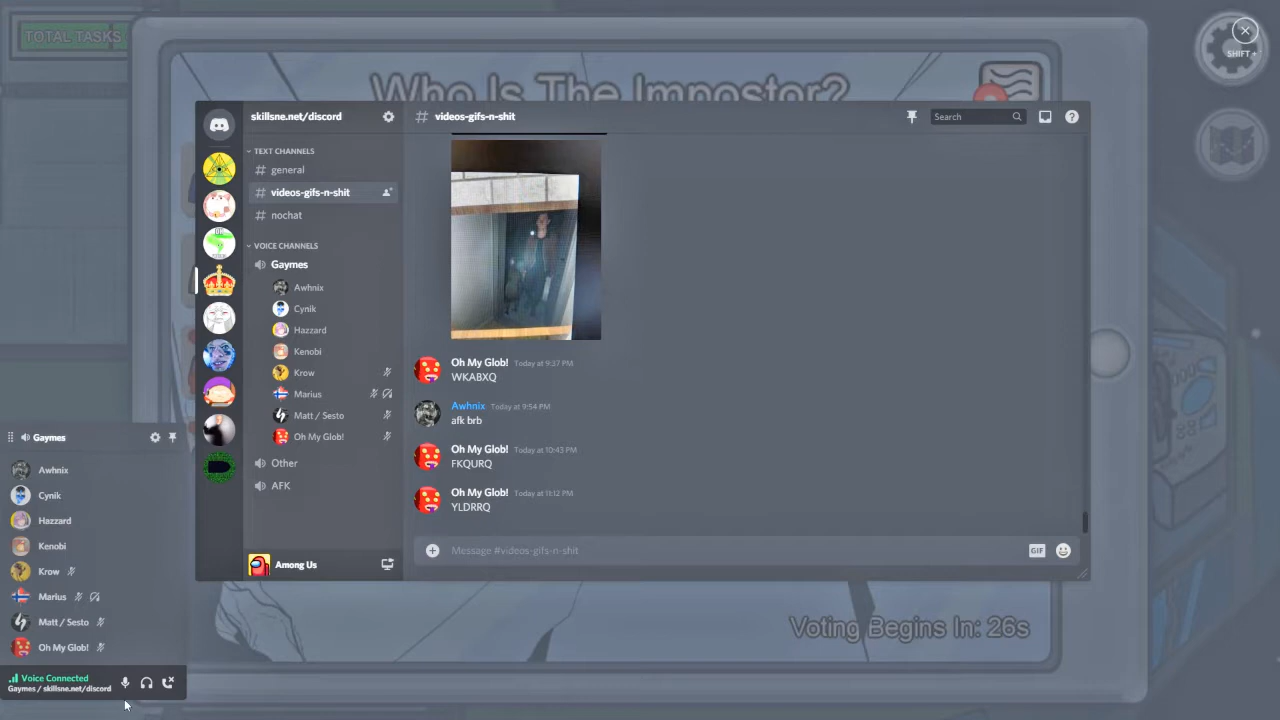 TOTAL TASKS
SHIFT+`
Who Is The Impostor?
skillsne.net/discord
# videos-gifs-n-shit
Search
TEXT CHANNELS
# general
# videos-gifs-n-shit
# nochat
VOICE CHANNELS
Gaymes
Awhnix
Cynik
Hazzard
Kenobi
Krow
Marius
Matt / Sesto
Oh My Glob!
Other
AFK
Among Us
Oh My Glob! Today at 9:37 PM
WKABXQ
Awhnix Today at 9:54 PM
afk brb
Oh My Glob! Today at 10:43 PM
FKQURQ
Oh My Glob! Today at 11:12 PM
YLDRRQ
Message #videos-gifs-n-shit
GIF
Gaymes
Awhnix
Cynik
Hazzard
Kenobi
Krow
Marius
Matt / Sesto
Oh My Glob!
Voice Connected
Gaymes / skillsne.net/discord
Voting Begins In: 26s